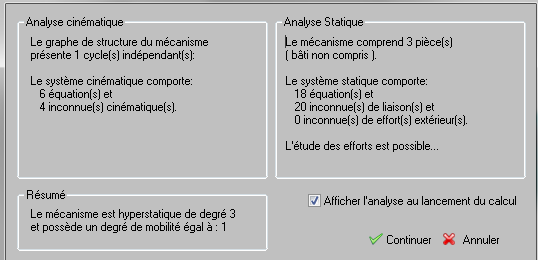 Analyse cinématique
Le graphe de structure du mécanisme
présente 1 cycle(s) indépendant(s):
Le système cinématique comporte:
6 équation(s) et
4 inconnue(s) cinématique(s).
Analyse Statique
Le mécanisme comprend 3 pièce(s)
( bâti non compris ).
Le système statique comporte:
18 équation(s) et
20 inconnue(s) de liaison(s) et
0 inconnue(s) de effort(s) extérieur(s).
L'étude des efforts est possible...
Résumé
Le mécanisme est hyperstatique de degré 3
et possède un degré de mobilité égal à : 1
Afficher l'analyse au lancement du calcul
Continuer
Annuler